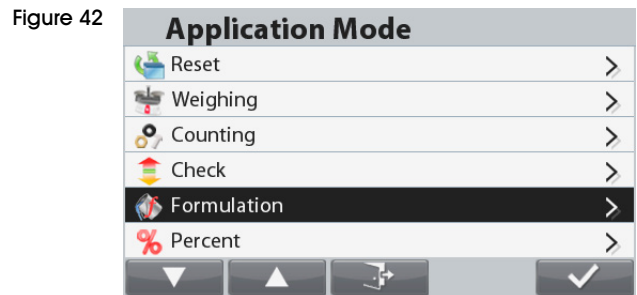 Figure 42
Application Mode
Reset
Weighing
Counting
Check
Formulation
Percent